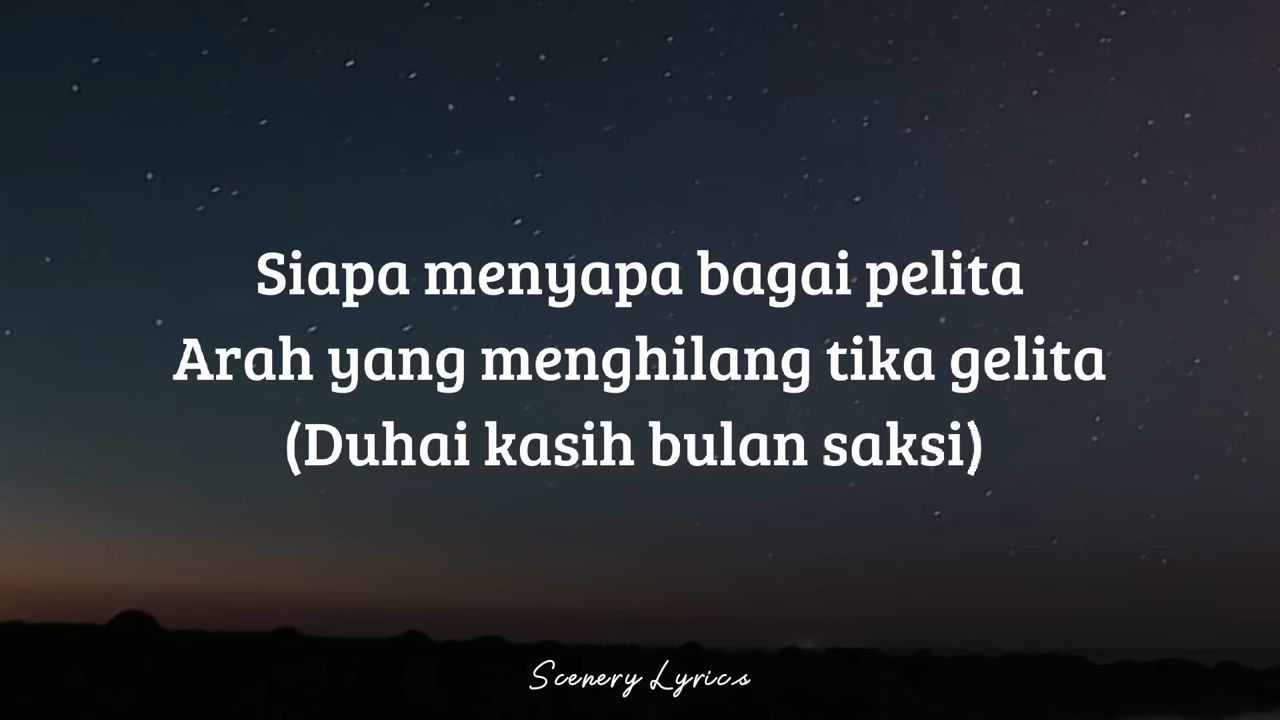 Siapa menyapa bagai pelita
Arah yang menghilang tika gelita
(Duhai kasih bulan saksi)
Scenery Lyrics